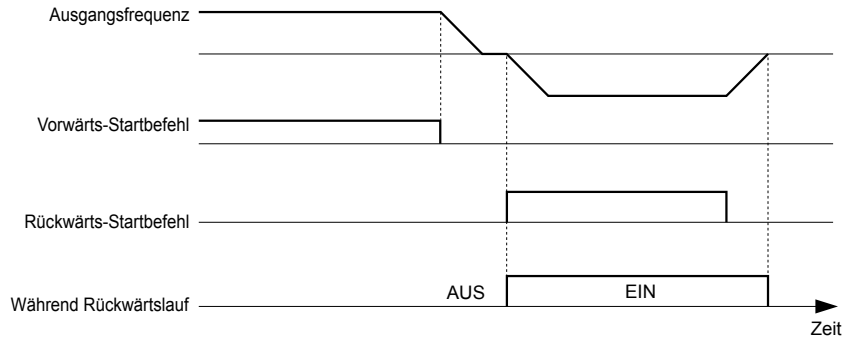 Ausgangsfrequenz
Vorwärts-Startbefehl
Rückwärts-Startbefehl
Während Rückwärtslauf
AUS
EIN
Zeit